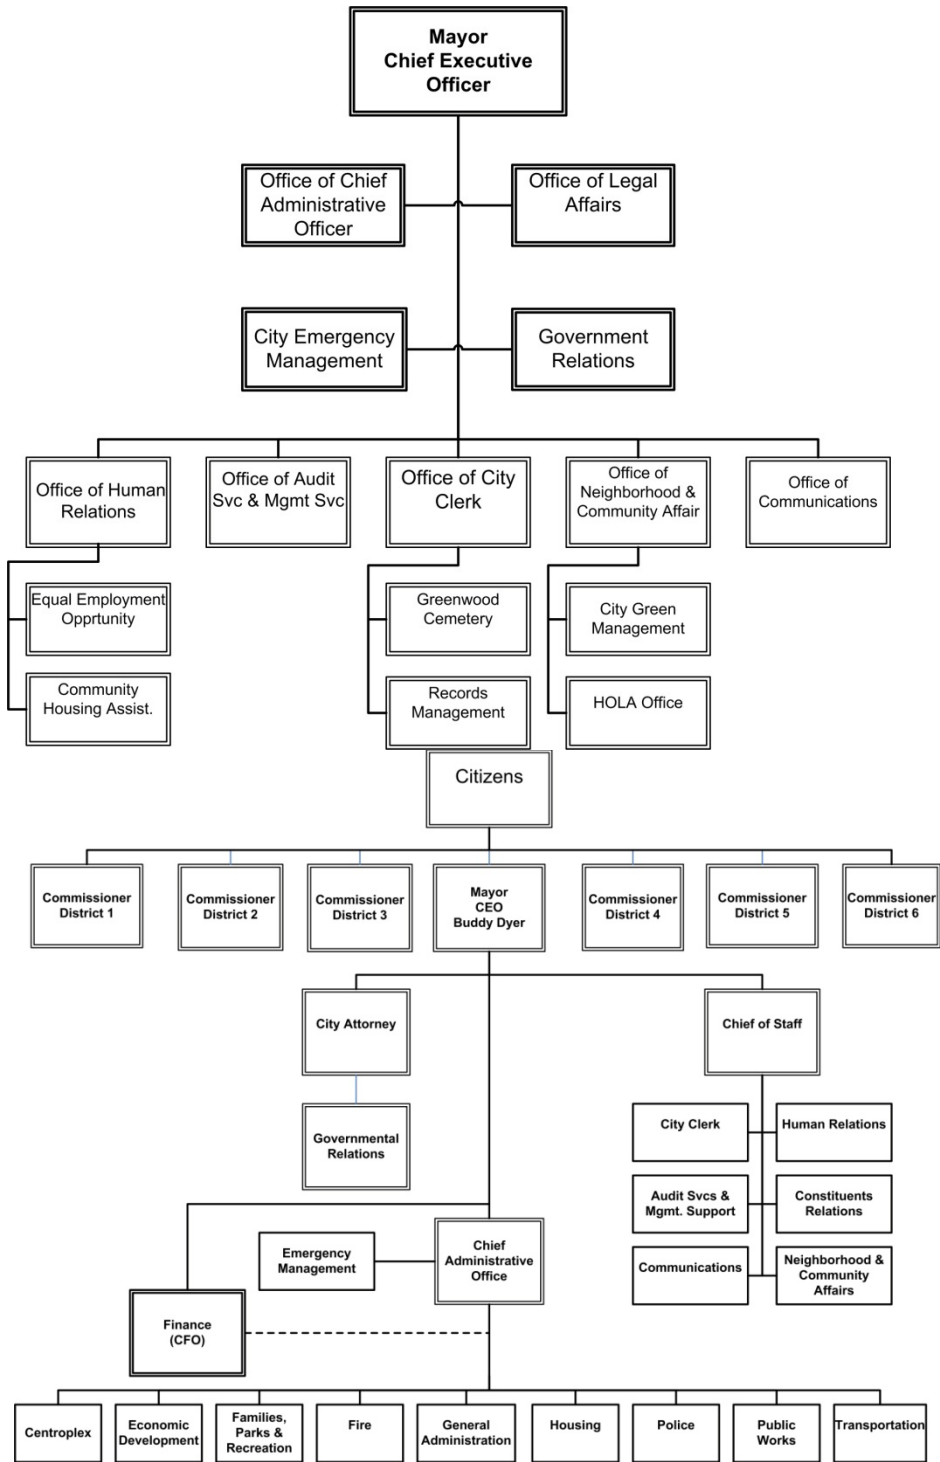 Mayor
Chief Executive
Officer
Office of Chief
Administrative
Officer
Office of Legal
Affairs
City Emergency
Management
Government
Relations
Office of Human
Relations
Office of Audit
Svc & Mgmt Svc
Office of City
Clerk
Office of
Neighborhood &
Community Affair
Office of
Communications
Equal Employment
Opprtunity
Greenwood
Cemetery
City Green
Management
Community
Housing Assist.
Records
Management
HOLA Office
Citizens
Commissioner
District 1
Commissioner
District 2
Commissioner
District 3
Mayor
CEO
Buddy Dyer
Commissioner
District 4
Commissioner
District 5
Commissioner
District 6
City Attorney
Chief of Staff
Governmental
Relations
City Clerk
Human Relations
Audit Svcs &
Mgmt. Support
Constituents
Relations
Communications
Neighborhood &
Community
Affairs
Emergency
Management
Chief
Administrative
Office
Finance
(CFO)
Centroplex
Economic
Development
Families,
Parks &
Recreation
Fire
General
Administration
Housing
Police
Public
Works
Transportation